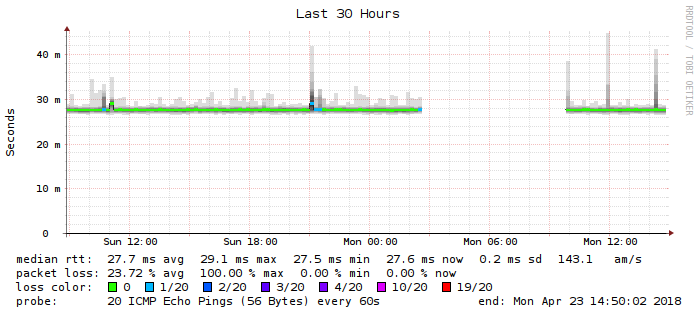 Last 30 Hours
RRDTOOL / TOBI OETIKER
Seconds
40 m
30 m
20 m
10 m
0
Sun 12:00 Sun 18:00 Mon 00:00 Mon 06:00 Mon 12:00
median rtt: 27.7 ms avg 29.1 ms max 27.5 ms min 27.6 ms now 0.2 ms sd 143.1 am/s
packet loss: 23.72 % avg 100.00 % max 0.00 % min 0.00 % now
loss color: 0 1/20 2/20 3/20 4/20 10/20 19/20
probe: 20 ICMP Echo Pings (56 Bytes) every 60s end: Mon Apr 23 14:50:02 2018